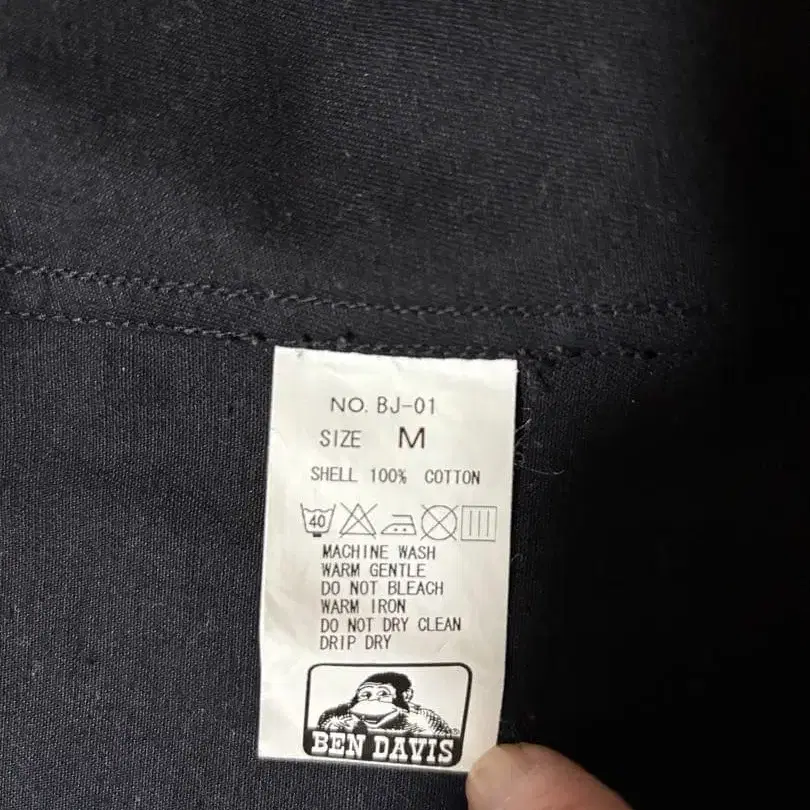 NO. BJ-01
SIZE M
SHELL 100% COTTON
40
MACHINE WASH
WARM GENTLE
DO NOT BLEACH
WARM IRON
DO NOT DRY CLEAN
DRIP DRY
BEN DAVIS